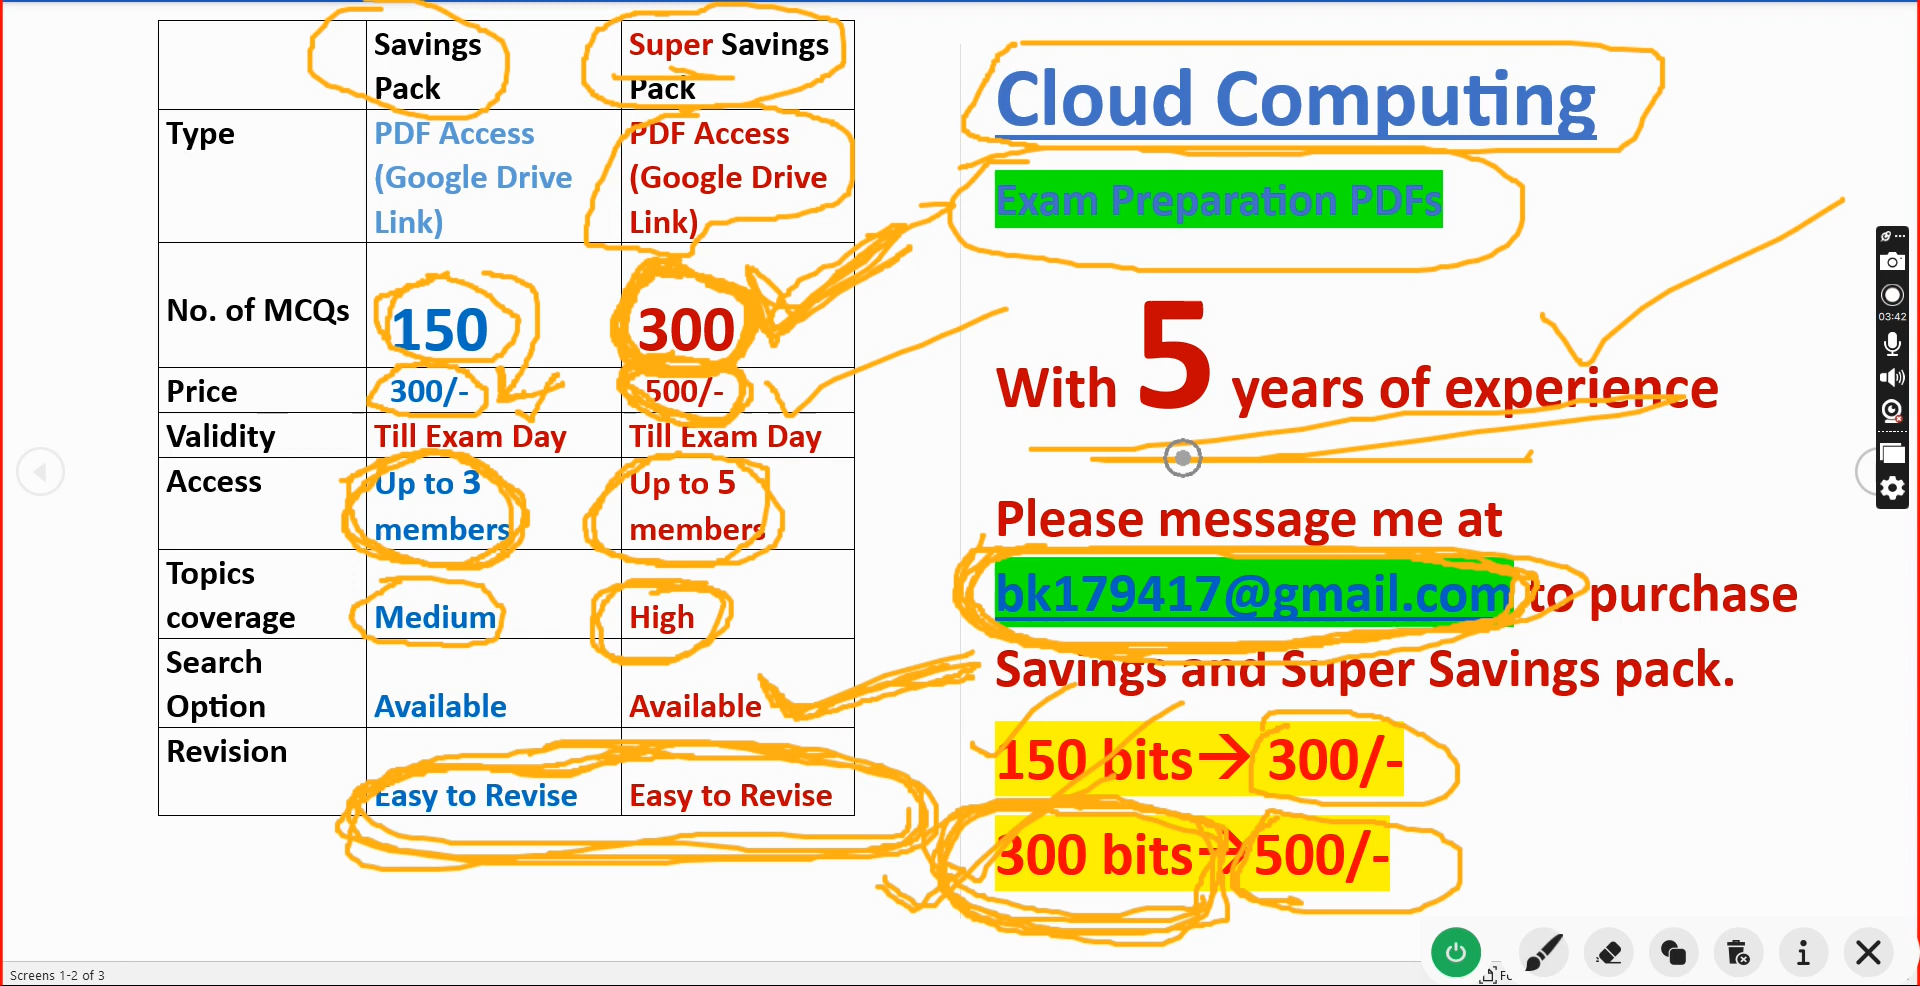 Savings
Pack
Super Savings
Pack
Type
PDF Access
(Google Drive
Link)
PDF Access
(Google Drive
Link)
No. of MCQs
150
300
Price
300/-
500/-
Validity
Till Exam Day
Till Exam Day
Access
Up to 3
members
Up to 5
members
Topics
coverage
Medium
High
Search
Option
Available
Available
Revision
Easy to Revise
Easy to Revise
Cloud Computing
Exam Preparation PDFs
With 5 years of experience
Please message me at
bk179417@gmail.com to purchase
Savings and Super Savings pack.
150 bits→ 300/-
300 bits→500/-
03:42
Screens 1-2 of 3